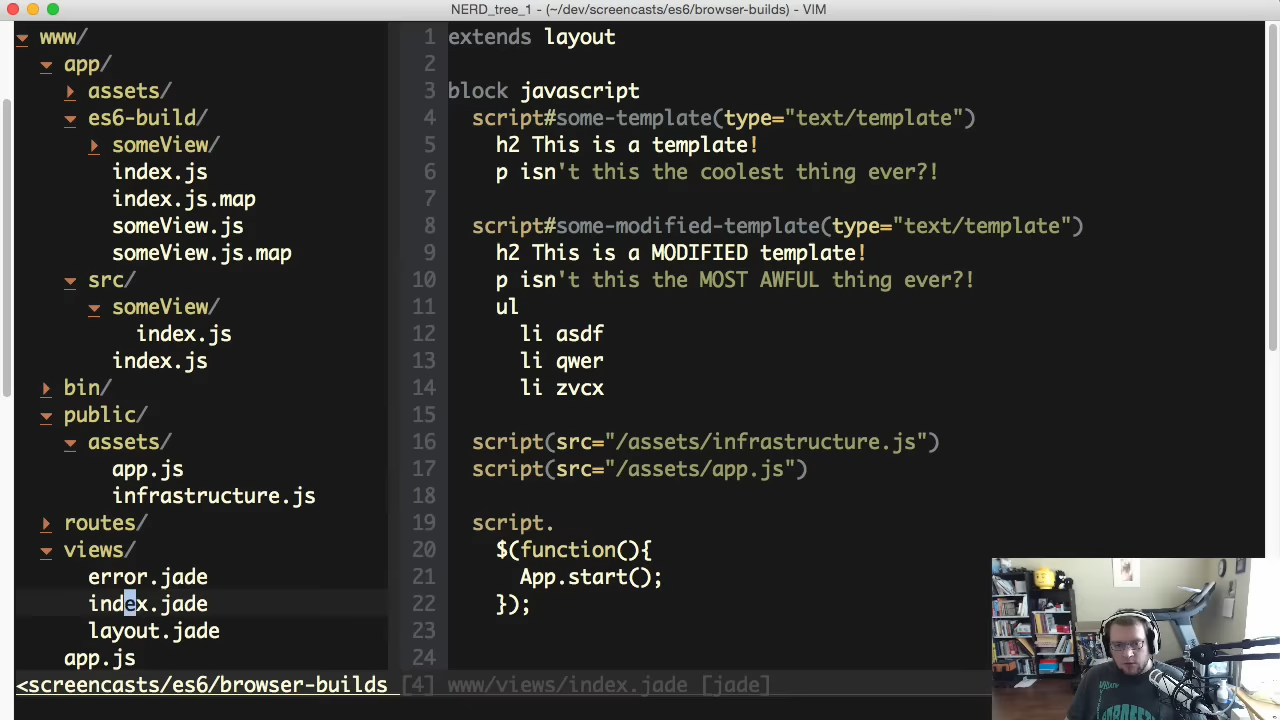 NERD_tree_1 - (~/dev/screencasts/es6/browser-builds) - VIM
www/
app/
assets/
es6-build/
someView/
index.js
index.js.map
someView.js
someView.js.map
src/
someView/
index.js
index.js
bin/
public/
assets/
app.js
infrastructure.js
routes/
views/
error.jade
index.jade
layout.jade
app.js
<screencasts/es6/browser-builds
1 extends layout
2
3 block javascript
4 script#some-template(type="text/template")
5 h2 This is a template!
6 p isn't this the coolest thing ever?!
7
8 script#some-modified-template(type="text/template")
9 h2 This is a MODIFIED template!
10 p isn't this the MOST AWFUL thing ever?!
11 ul
12 li asdf
13 li qwer
14 li zvcx
15
16 script(src="/assets/infrastructure.js")
17 script(src="/assets/app.js")
18
19 script.
20 $(function(){
21 App.start();
22 });
23
24
[4] www/views/index.jade [jade]